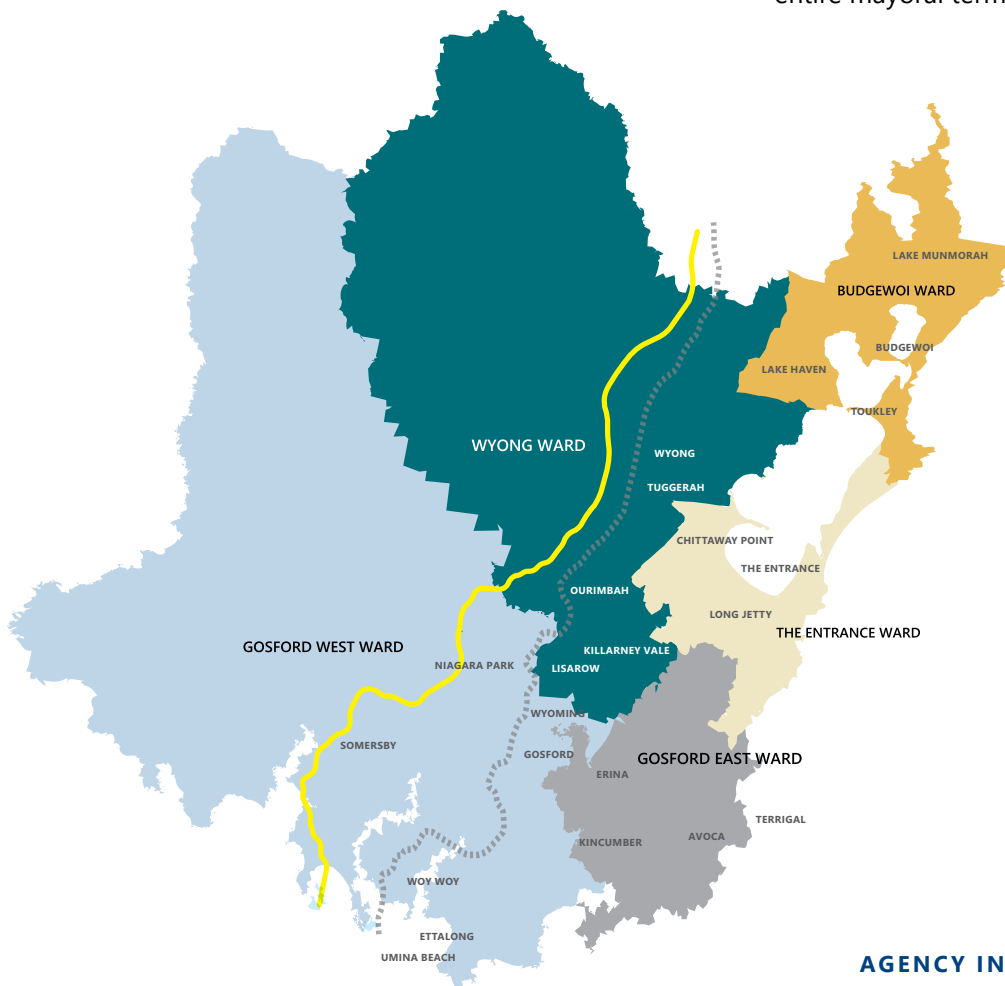 entire mayoral term
LAKE MUNMORAH
BUDGEWOI WARD
BUDGEWOI
LAKE HAVEN
TOUKLEY
WYONG WARD
WYONG
TUGGERAH
CHITTAWAY POINT
THE ENTRANCE
OURIMBAH
LONG JETTY
THE ENTRANCE WARD
GOSFORD WEST WARD
KILLARNEY VALE
NIAGARA PARK
LISAROW
WYOMING
SOMERSBY
GOSFORD
GOSFORD EAST WARD
ERINA
TERRIGAL
AVOCA
KINCUMBER
WOY WOY
ETTALONG
UMINA BEACH
AGENCY IN